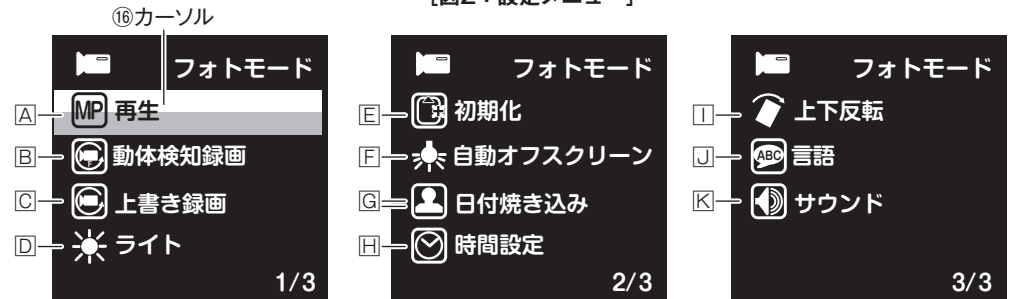 [図2:設定メニュー]
⑯カーソル
フォトモード
A MP 再生
B 動体検知録画
C 上書き録画
D ライト
1/3
フォトモード
E 初期化
F 自動オフスクリーン
G 日付焼き込み
H 時間設定
2/3
フォトモード
I 上下反転
J ABC 言語
K サウンド
3/3